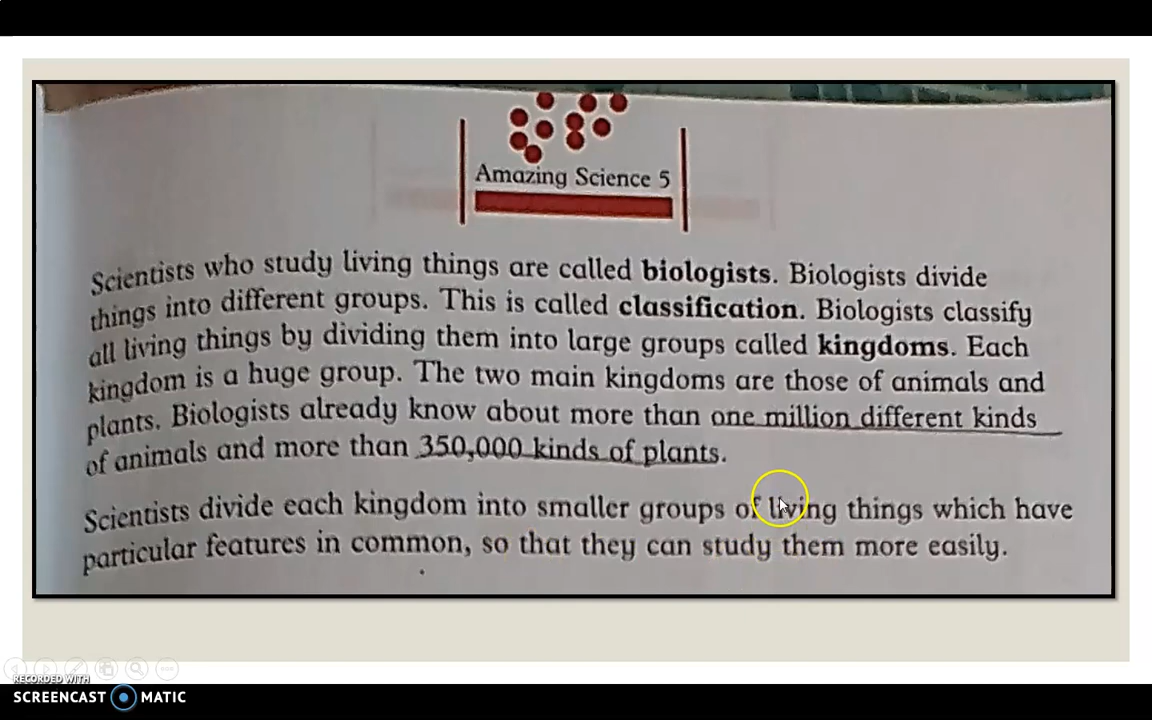 Amazing Science 5
Scientists who study living things are called biologists. Biologists divide
things into different groups. This is called classification. Biologists classify
all living things by dividing them into large groups called kingdoms. Each
kingdom is a huge group. The two main kingdoms are those of animals and
plants. Biologists already know about more than one million different kinds
of animals and more than 350,000 kinds of plants.
Scientists divide each kingdom into smaller groups of living things which have
particular features in common, so that they can study them more easily.
RECORDED WITH
SCREENCAST MATIC